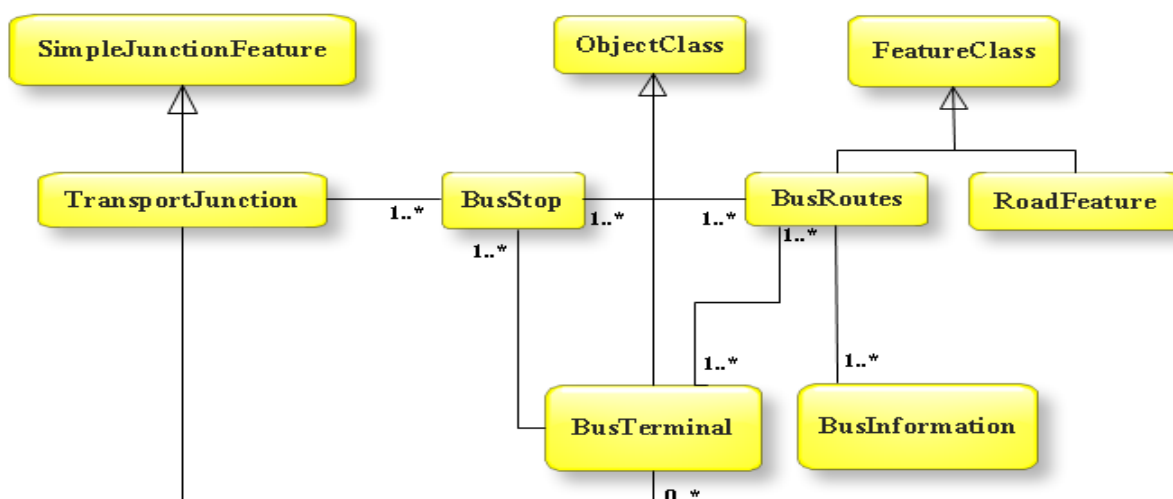 SimpleJunctionFeature
ObjectClass
FeatureClass
TransportJunction
BusStop
BusRoutes
RoadFeature
1..*
1..*
1..*
1..*
1..*
1..*
1..*
BusTerminal
BusInformation
0..*